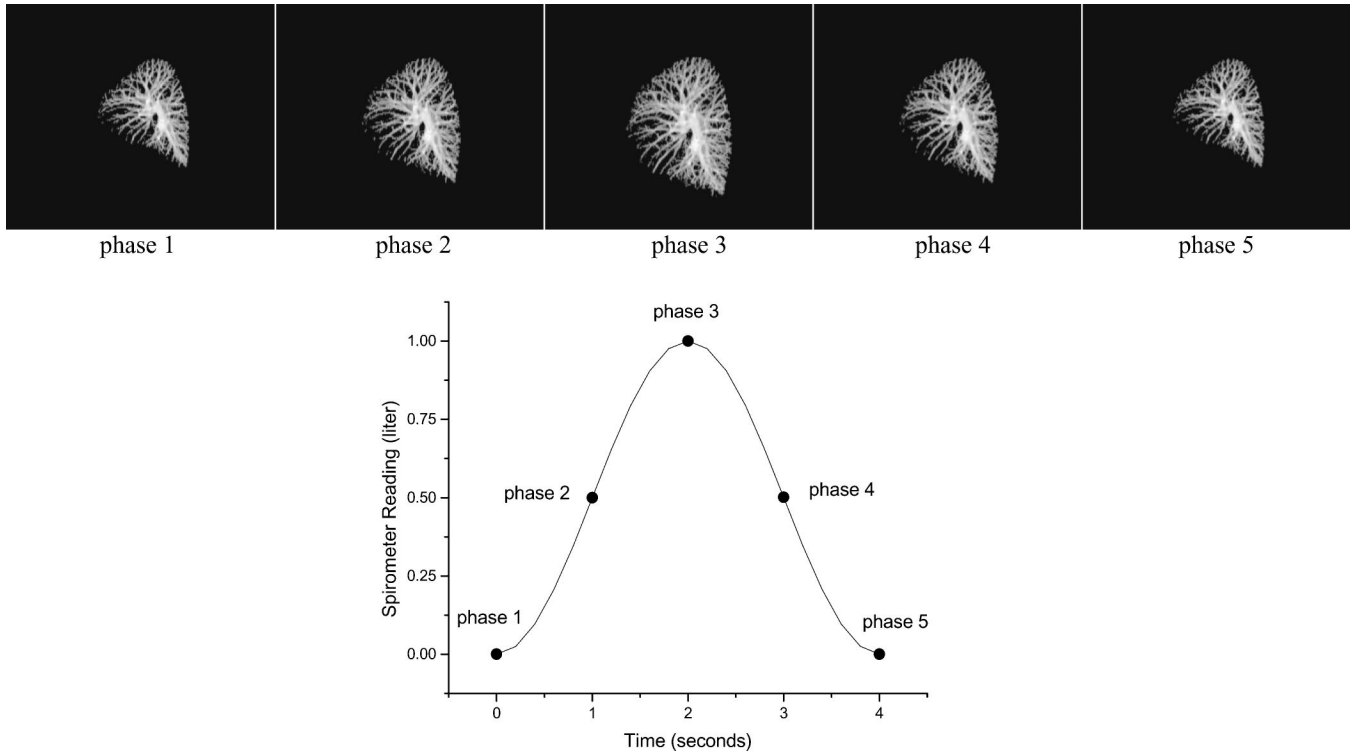 phase 1 phase 2 phase 3 phase 4 phase 5
phase 3
1.00
0.75
phase 2
0.50
phase 4
0.25
phase 1
phase 5
0.00
Spirometer Reading (liter)
0 1 2 3 4
Time (seconds)